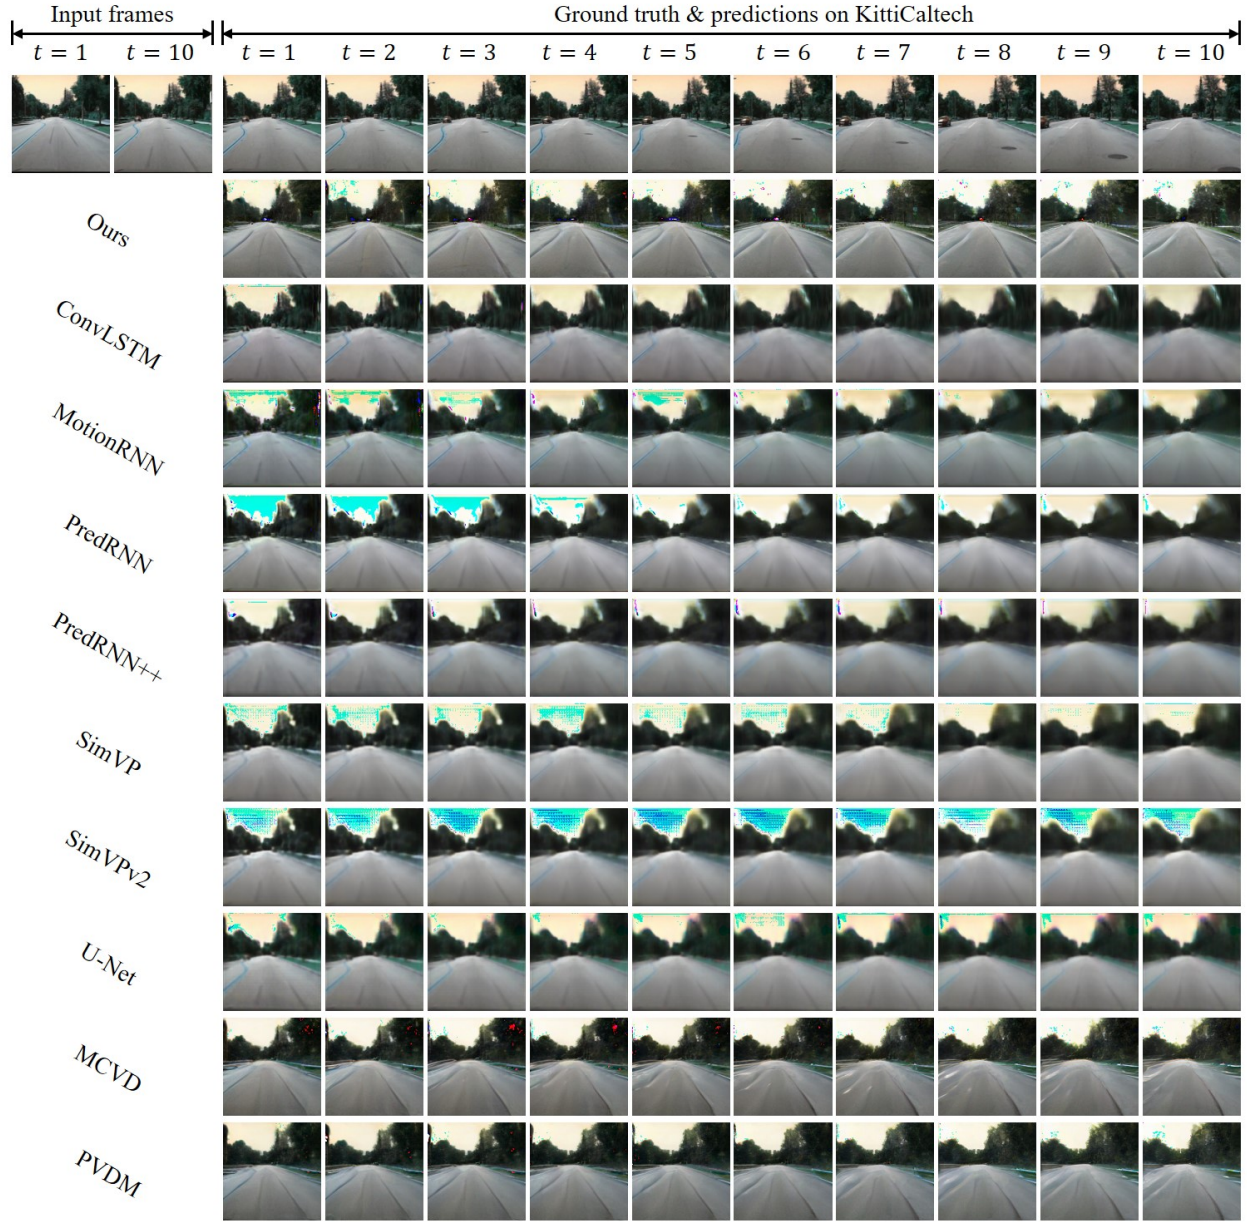 Input frames
Ground truth & predictions on KittiCaltech
t = 1
t = 10
t = 1
t = 2
t = 3
t = 4
t = 5
t = 6
t = 7
t = 8
t = 9
t = 10
Ours
ConvLSTM
MotionRNN
PredRNN
PredRNN++
SimVP
SimVPv2
U-Net
MCVD
PVDM